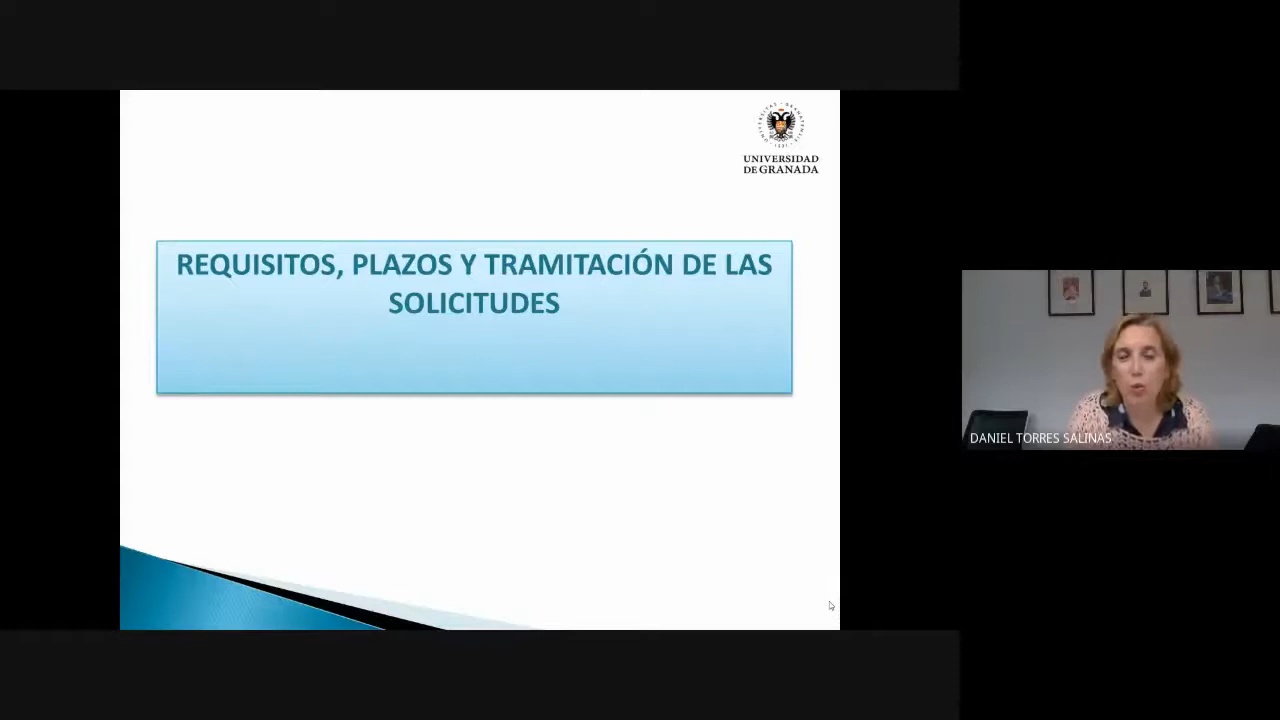 UNIVERSIDAD
DE GRANADA
REQUISITOS, PLAZOS Y TRAMITACIÓN DE LAS
SOLICITUDES
DANIEL TORRES SALINAS